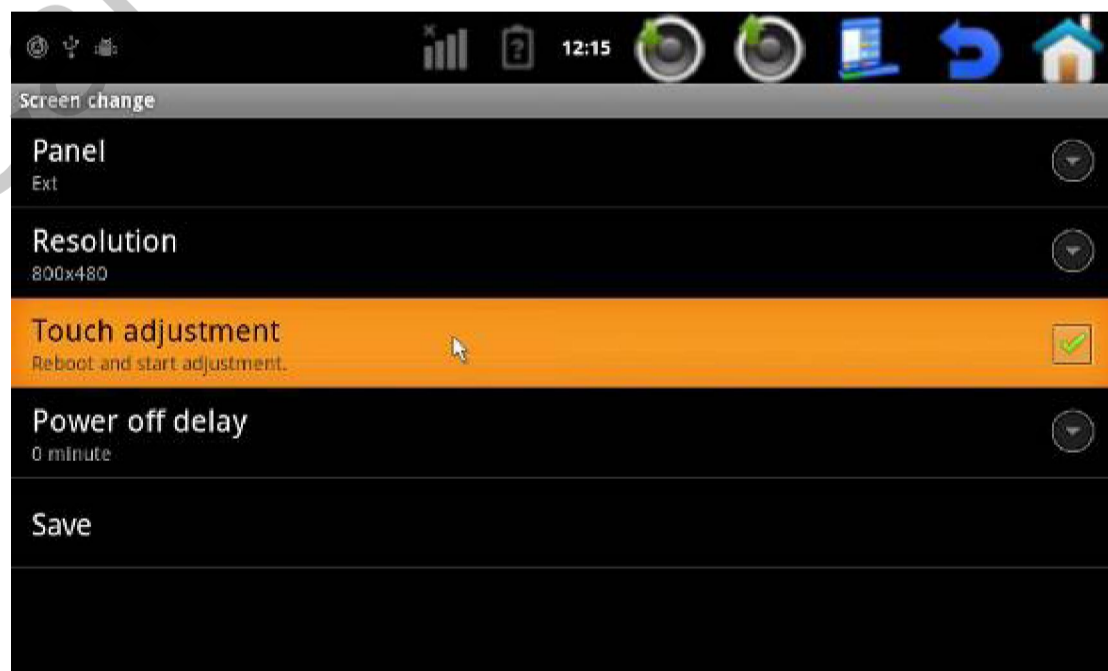 12:15
Screen change
Panel
Ext
Resolution
800x480
Touch adjustment
Reboot and start adjustment.
Power off delay
0 minute
Save